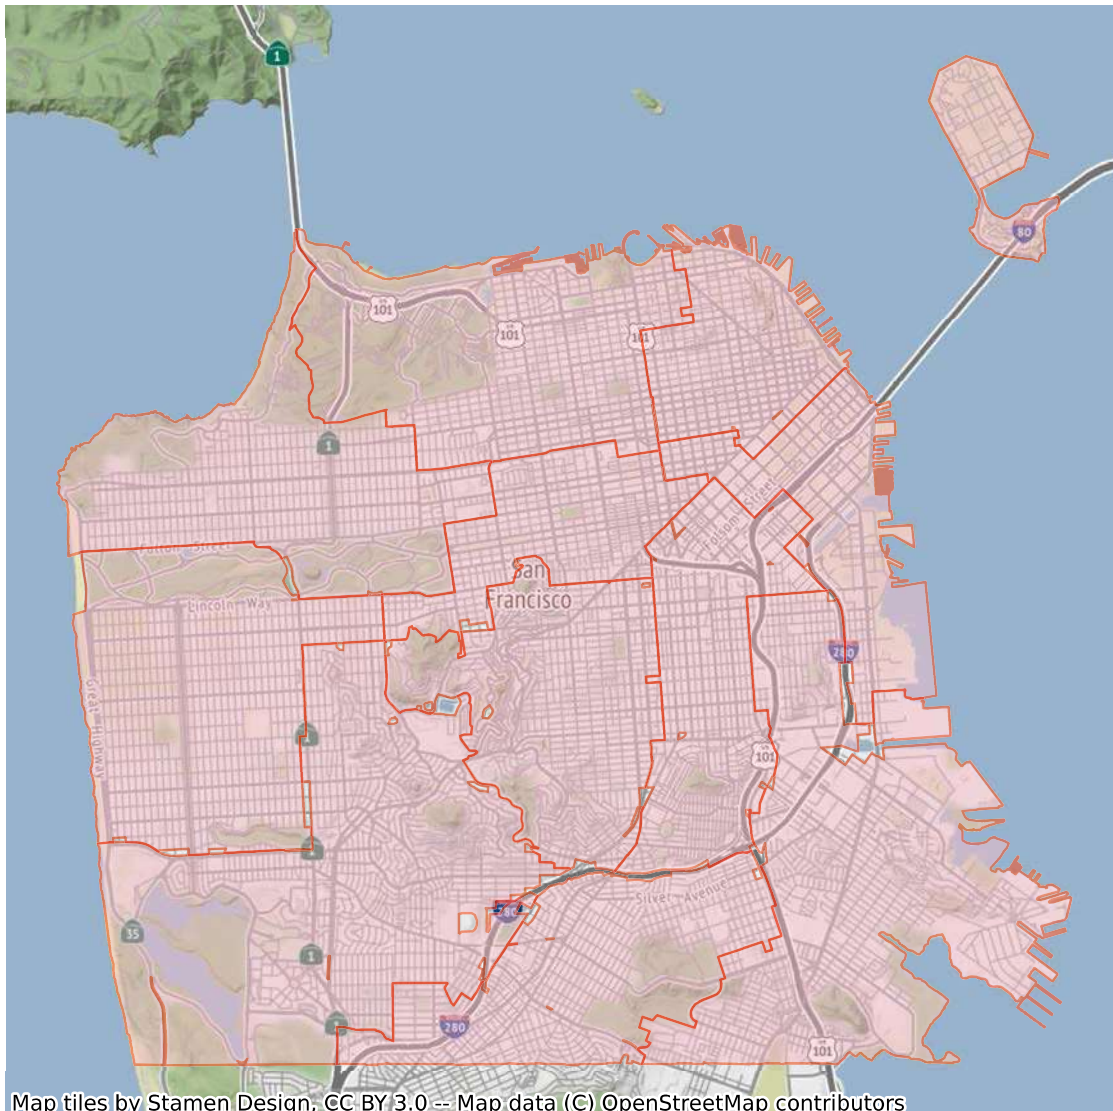 1
80
101
101
101
1
Folsom Street
Fulton Street
San
Francisco
Lincoln Way
280
Great Highway
1
101
1
Silver Avenue
280
35
1
1
280
101
Map tiles by Stamen Design, CC BY 3.0 -- Map data (C) OpenStreetMap contributors